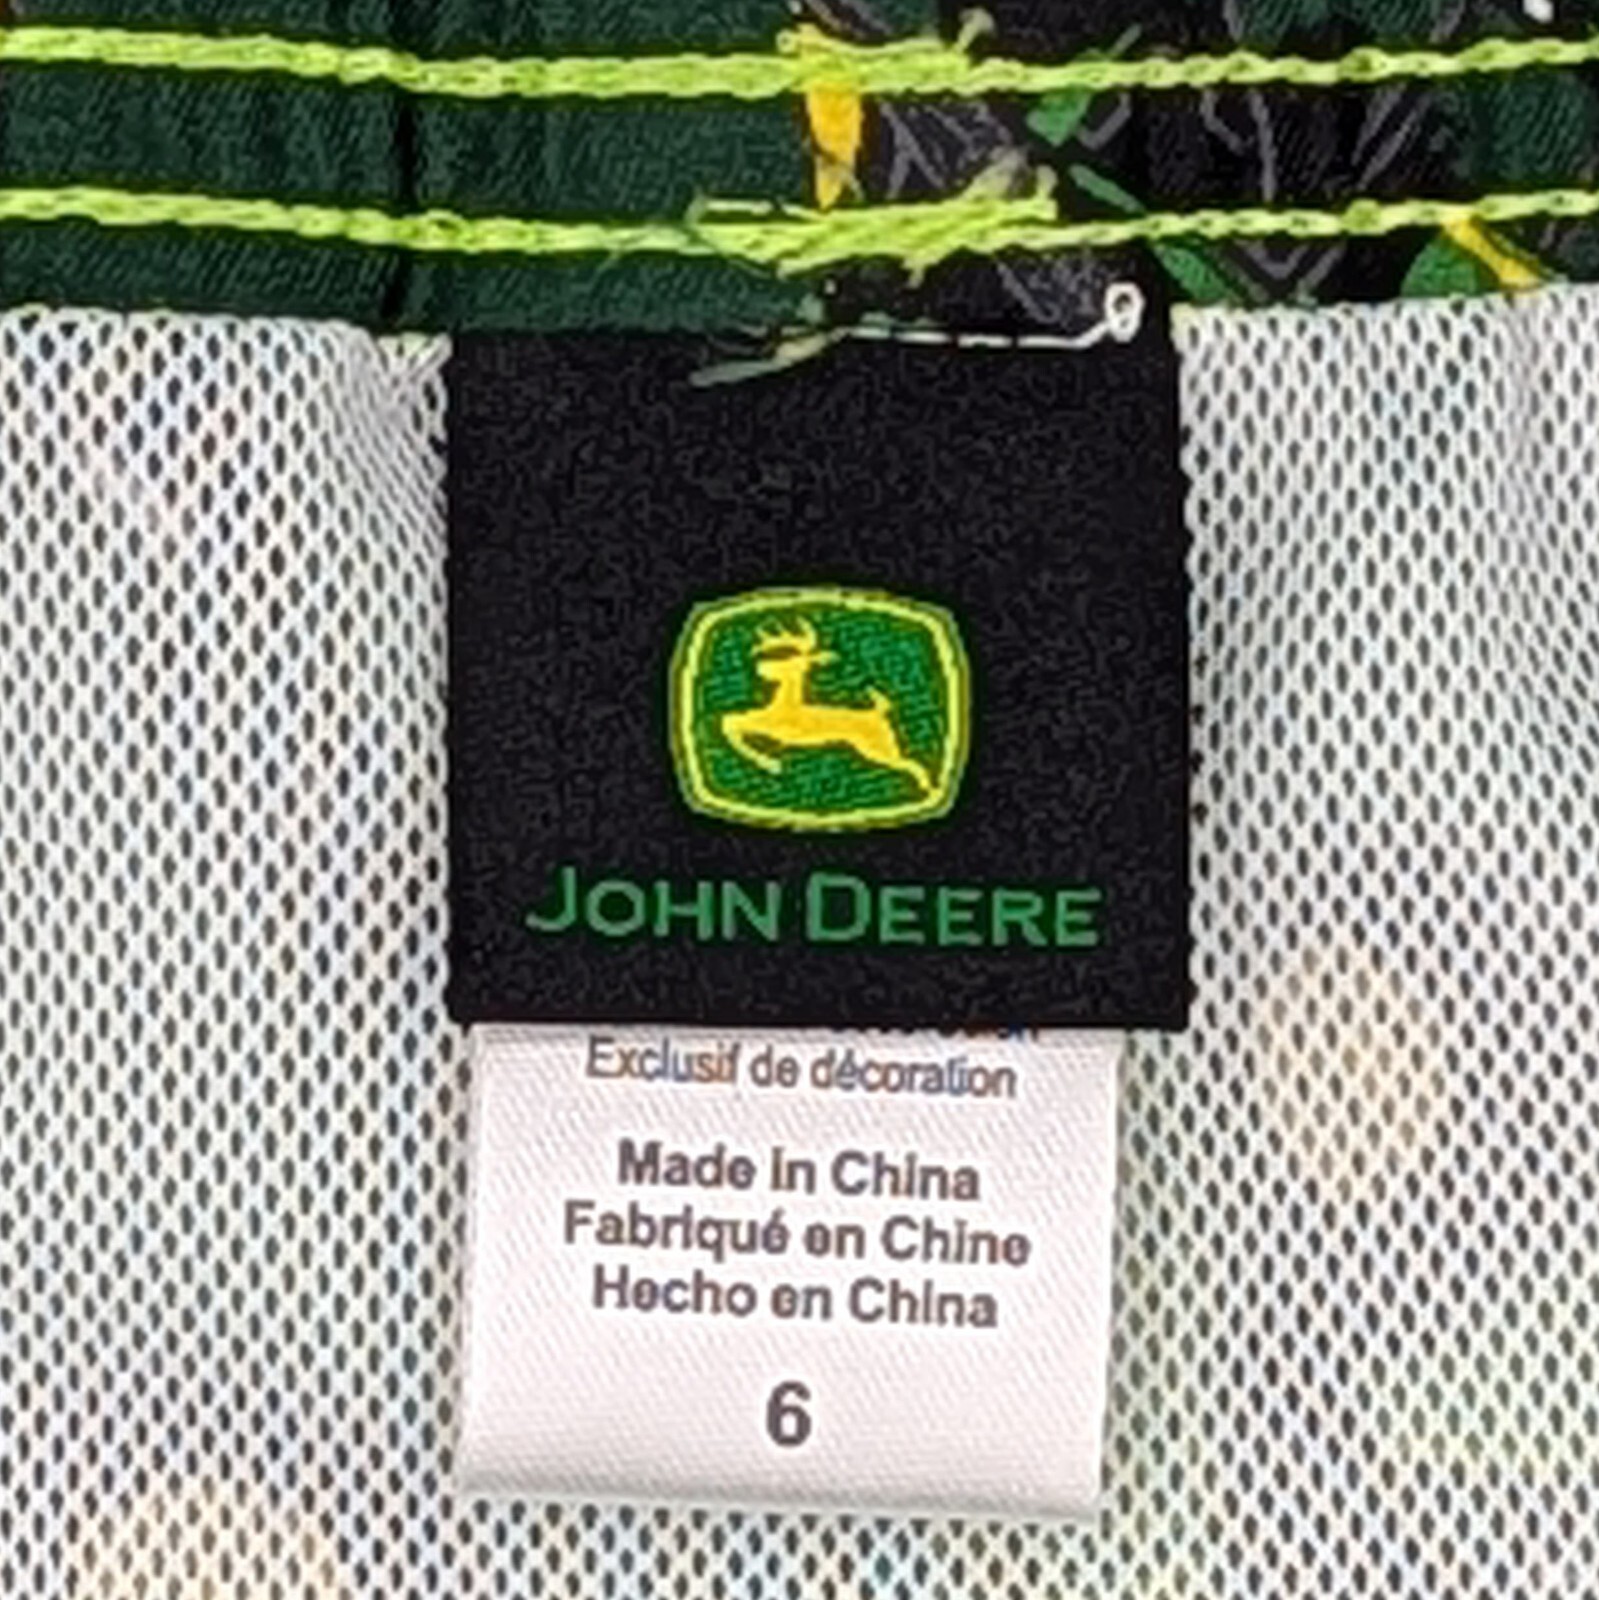 JOHN DEERE
Exclusif de décoration
Made in China
Fabriqué en Chine
Hecho en China
6